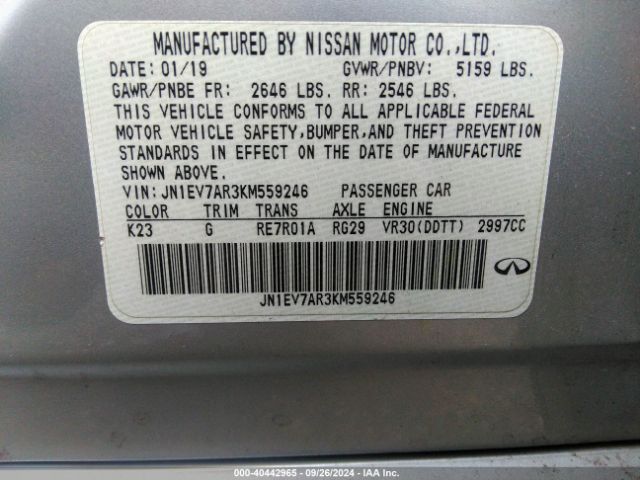 MANUFACTURED BY NISSAN MOTOR CO.,LTD.
DATE: 01/19 GVWR/PNBV: 5159 LBS.
GAWR/PNBE FR: 2646 LBS. RR: 2546 LBS.
THIS VEHICLE CONFORMS TO ALL APPLICABLE FEDERAL
MOTOR VEHICLE SAFETY,BUMPER,AND THEFT PREVENTION
STANDARDS IN EFFECT ON THE DATE OF MANUFACTURE
SHOWN ABOVE.
VIN: JN1EV7AR3KM559246 PASSENGER CAR
COLOR TRIM TRANS AXLE ENGINE
K23 G RE7R01A RG29 VR30(DDTT) 2997CC
JN1EV7AR3KM559246
000-40442965 - 09/26/2024 - IAA Inc.